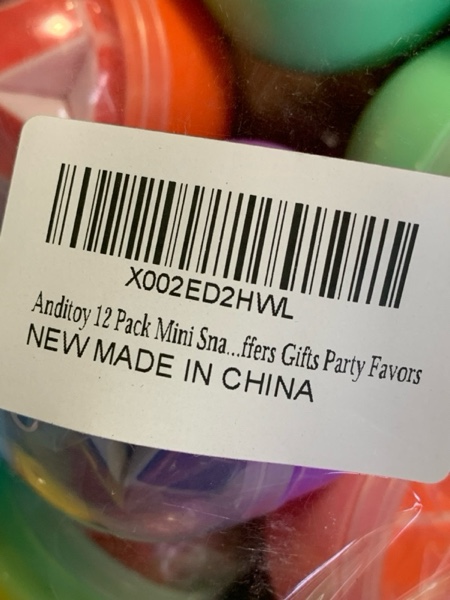 X002ED2HWL
Anditoy 12 Pack Mini Sna...ffers Gifts Party Favors
NEW MADE IN CHINA